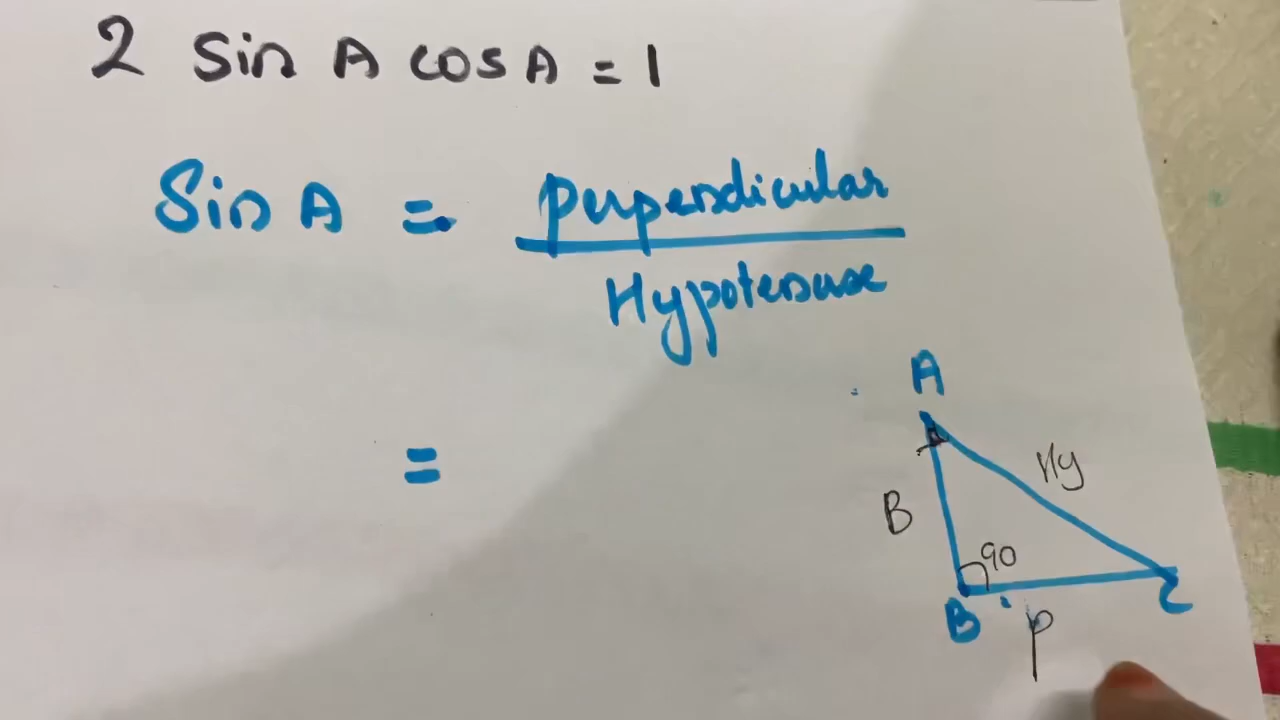 2 Sin A cos A = 1
Sin A = Perpendicular
Hypotenuse
=
A
Hy
B
90
B
P
C